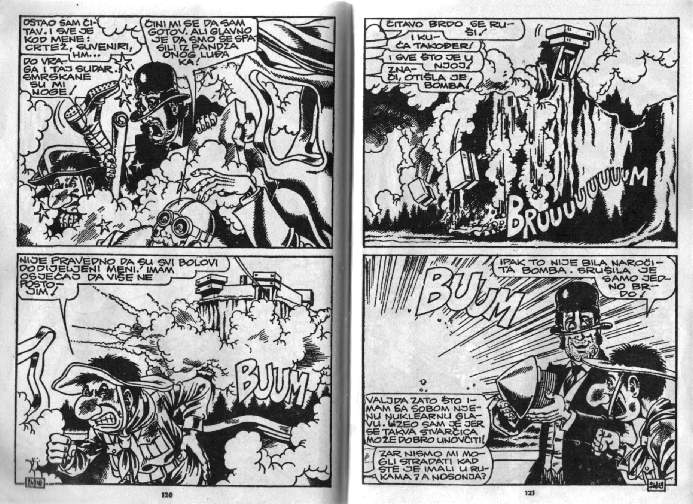 OSTAO SAM ČI-
TAV. I SVE JE
KOD MENE:
CRTEŽ, SUVENIRI,
HM...
DO VRA-
GA I TAJ SUDAR.
SMRSKANE
SU MI
NOGE.
ČINI MI SE DA SAM
GOTOV. ALI GLAVNO
JE DA SMO SE SPA-
SILI IZ PANDŽA
ONOG LUĐA-
KA!
NIJE PRAVEDNO DA SU SVI BOLOVI
DODIJELJENI MENI. IMAM
OSJEĆAJ DA VIŠE NE
POSTO-
JIM!
BUUM
120
ČITAVO BRDO SE RU-
ŠI!
I KU-
ĆA TAKOĐER!
I SVE ŠTO JE U
NJOJ!
ZNA-
ČI, OTIŠLA JE
BOMBA!
BRUUUUUUUUM
BUUM
IPAK TO NIJE BILA NAROČI-
TA BOMBA. SRUŠILA JE
SAMO JED-
NO BR-
DO!
VALJDA ZATO ŠTO I-
MAM SA SOBOM NJE-
NU NUKLEARNU GLA-
VU. UZEO SAM JE JER
SE TAKVA STVARČICA
MOŽE DOBRO UNOVČITI!
ZAR NISMO MI MO-
GLI STRADATI KAD
STE JE IMALI U RU-
KAMA?
121